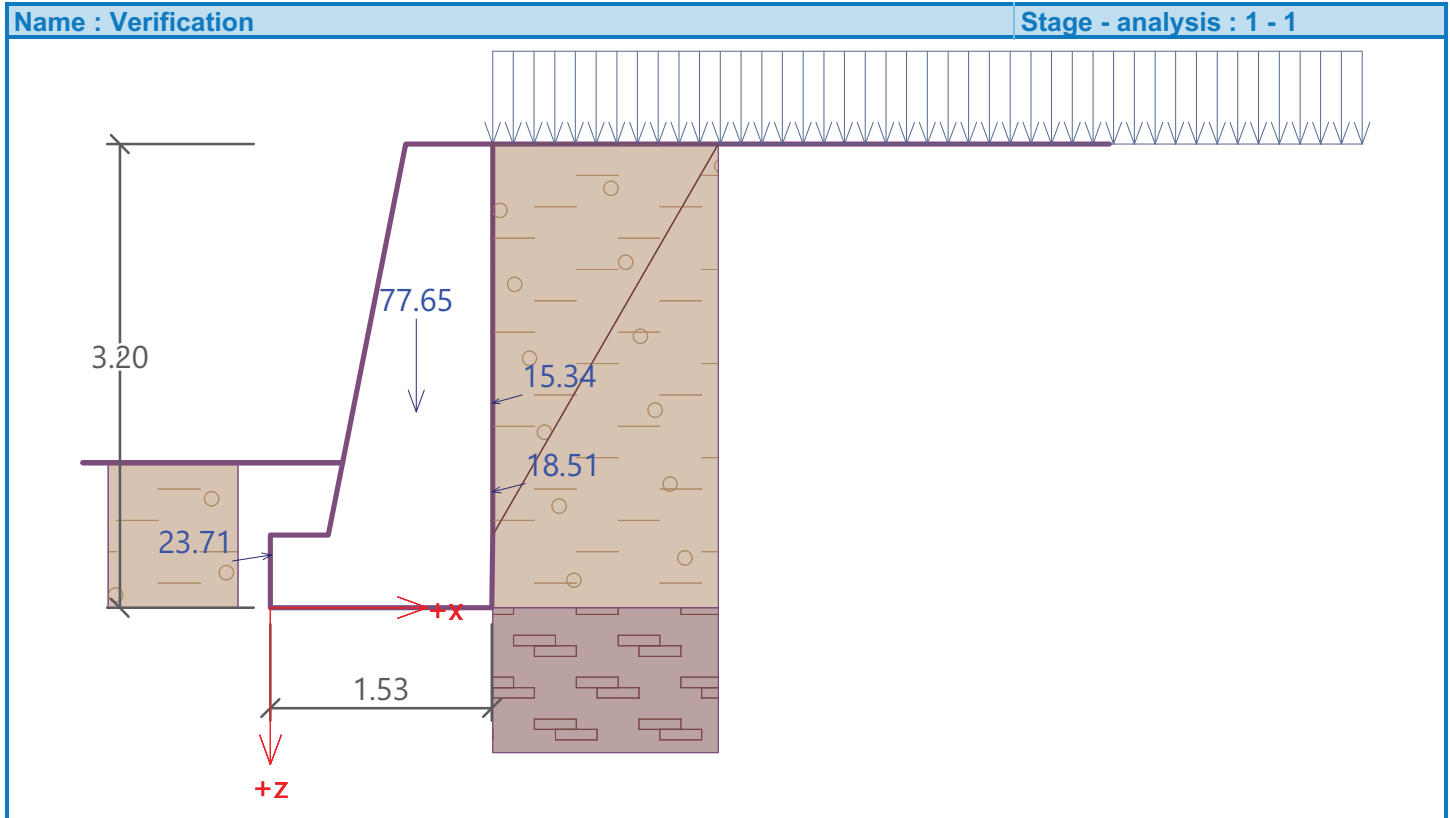 Name : Verification
Stage - analysis : 1 - 1
77.65
3.20
15.34
18.51
23.71
+x
1.53
+z